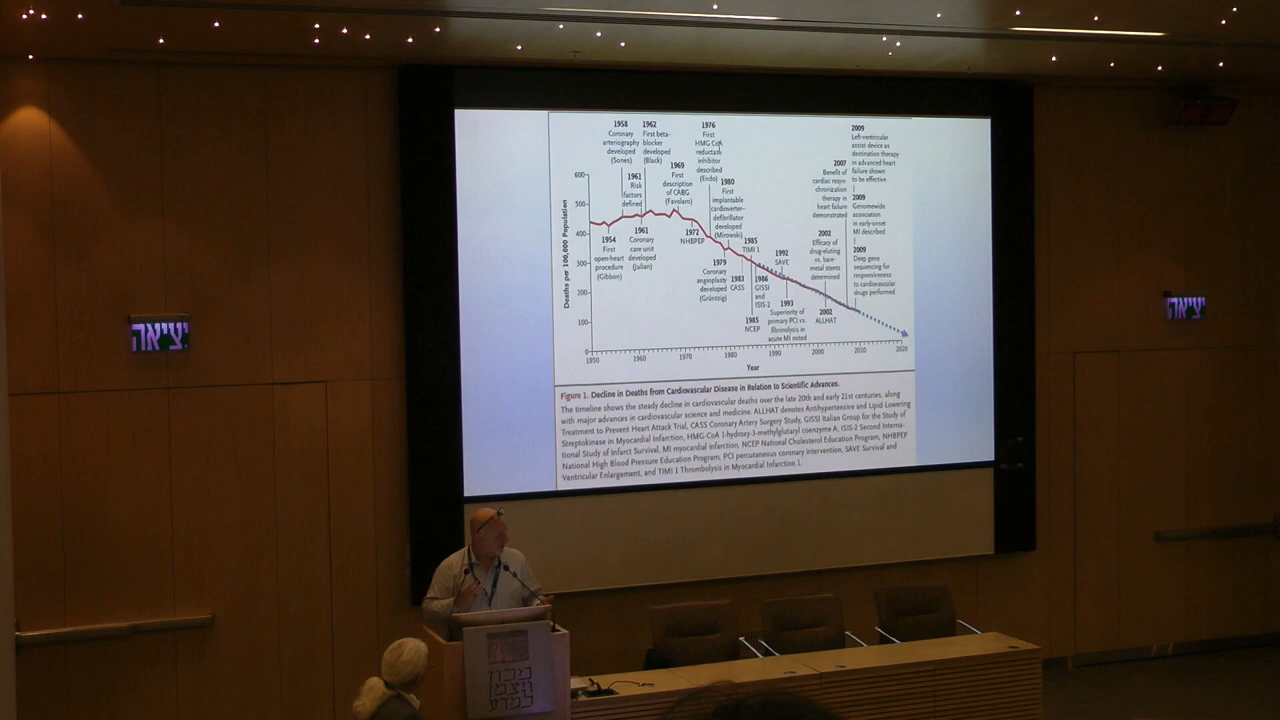 1958
Coronary
arteriography
developed
(Sones)
1962
First beta-
blocker
developed
(Black)
1976
First
HMG CoA
reductase
inhibitor
described
(Endo)
2009
Left-ventricular
assist device as
destination therapy
in advanced heart
failure shown
to be effective
1969
First
description
of CABG
(Favolaro)
2007
Benefit of
cardiac resyn-
chronization
therapy in
heart failure
demonstrated
1961
Risk
factors
defined
1980
First
implantable
cardioverter–
defibrillator
developed
(Mirowski)
2009
Genomewide
association
in early-onset
MI described
1954
First
open-heart
procedure
(Gibbon)
1961
Coronary
care unit
developed
(Julian)
1972
NHBPEP
1985
TIMI 1
1992
SAVE
2002
Efficacy of
drug-eluting
vs. bare-
metal stents
determined
2009
Deep gene
sequencing for
responsiveness
to cardiovascular
drugs performed
1979
Coronary
angioplasty
developed
(Grüntzig)
1983
CASS
1986
GISSI
and
ISIS-2
1985
NCEP
1993
Superiority of
primary PCI vs.
fibrinolysis in
acute MI noted
2002
ALLHAT
Deaths per 100,000 Population
600
500
400
300
200
100
0
1950 1960 1970 1980 1990 2000 2010 2020
Year
Figure 1. Decline in Deaths from Cardiovascular Disease in Relation to Scientific Advances.
The timeline shows the steady decline in cardiovascular deaths over the late 20th and early 21st centuries, along
with major advances in cardiovascular science and medicine. ALLHAT denotes Antihypertensive and Lipid-Lowering
Treatment to Prevent Heart Attack Trial, CASS Coronary Artery Surgery Study, GISSI Italian Group for the Study of
Streptokinase in Myocardial Infarction, HMG-CoA 3-hydroxy-3-methylglutaryl coenzyme A, ISIS-2 Second Interna-
tional Study of Infarct Survival, MI myocardial infarction, NCEP National Cholesterol Education Program, NHBPEP
National High Blood Pressure Education Program, PCI percutaneous coronary intervention, SAVE Survival and
Ventricular Enlargement, and TIMI 1 Thrombolysis in Myocardial Infarction 1.
יציאה
יציאה
מכון
ויצמן
למדע